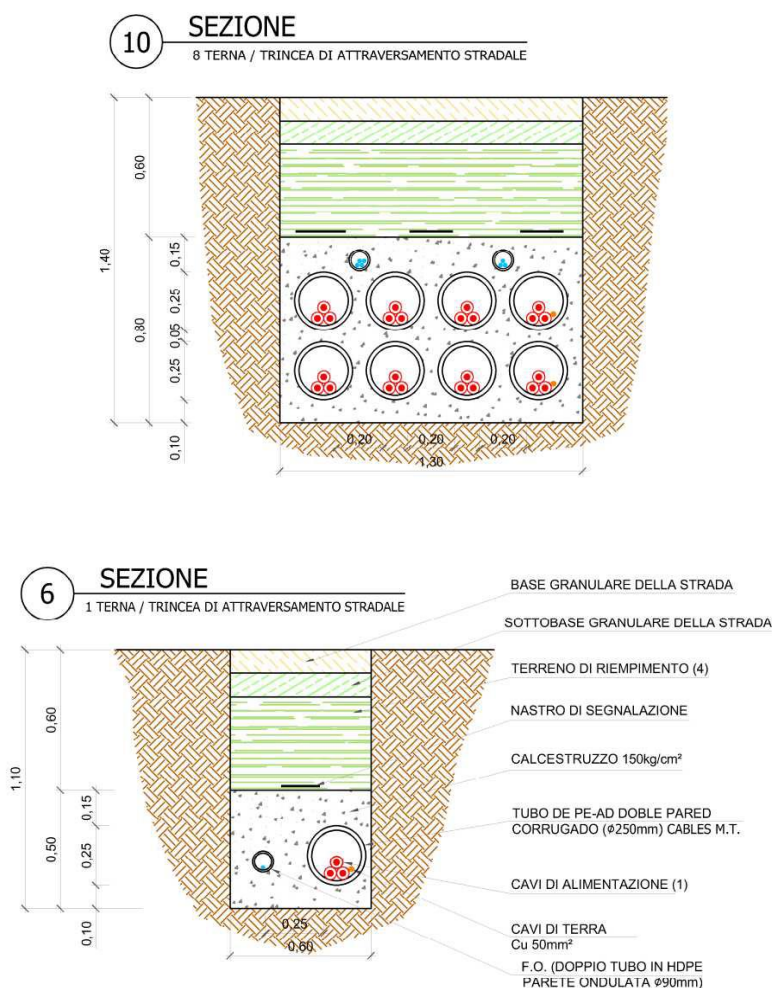 10
SEZIONE
8 TERNA / TRINCEA DI ATTRAVERSAMENTO STRADALE
1,40
0,60
0,80
0,15
0,25
0,05
0,25
0,10
0,20 0,20 0,20
1,30
6
SEZIONE
1 TERNA / TRINCEA DI ATTRAVERSAMENTO STRADALE
1,10
0,60
0,50
0,15
0,25
0,10
0,25
0,60
BASE GRANULARE DELLA STRADA
SOTTOBASE GRANULARE DELLA STRADA
TERRENO DI RIEMPIMENTO (4)
NASTRO DI SEGNALAZIONE
CALCESTRUZZO 150kg/cm²
TUBO DE PE-AD DOBLE PARED
CORRUGADO (Ø250mm) CABLES M.T.
CAVI DI ALIMENTAZIONE (1)
CAVI DI TERRA
Cu 50mm²
F.O. (DOPPIO TUBO IN HDPE
PARETE ONDULATA Ø90mm)